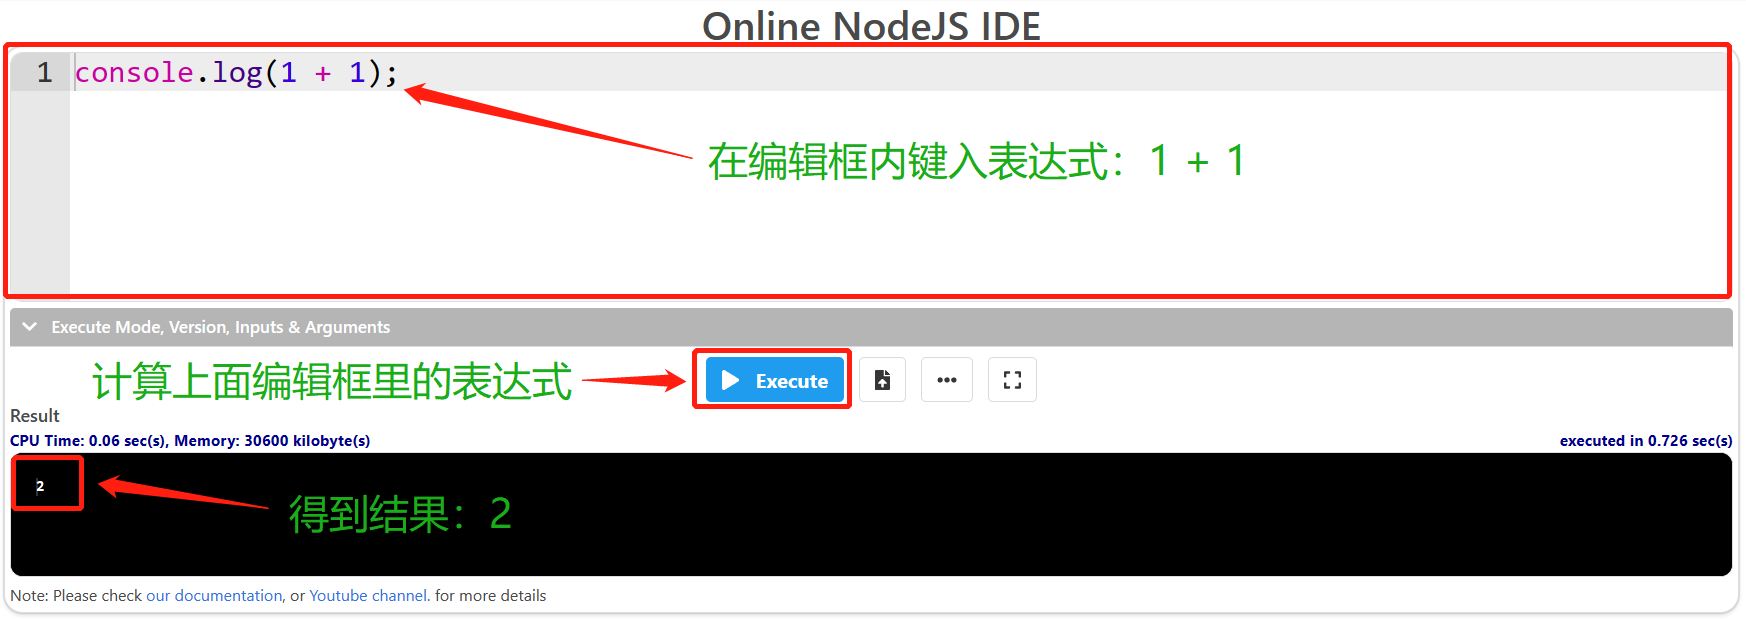 Online NodeJS IDE
1 console.log(1 + 1);
在编辑框内键入表达式：1 + 1
Execute Mode, Version, Inputs & Arguments
计算上面编辑框里的表达式
Execute
Result
CPU Time: 0.06 sec(s), Memory: 30600 kilobyte(s)
executed in 0.726 sec(s)
2
得到结果：2
Note: Please check our documentation, or Youtube channel. for more details